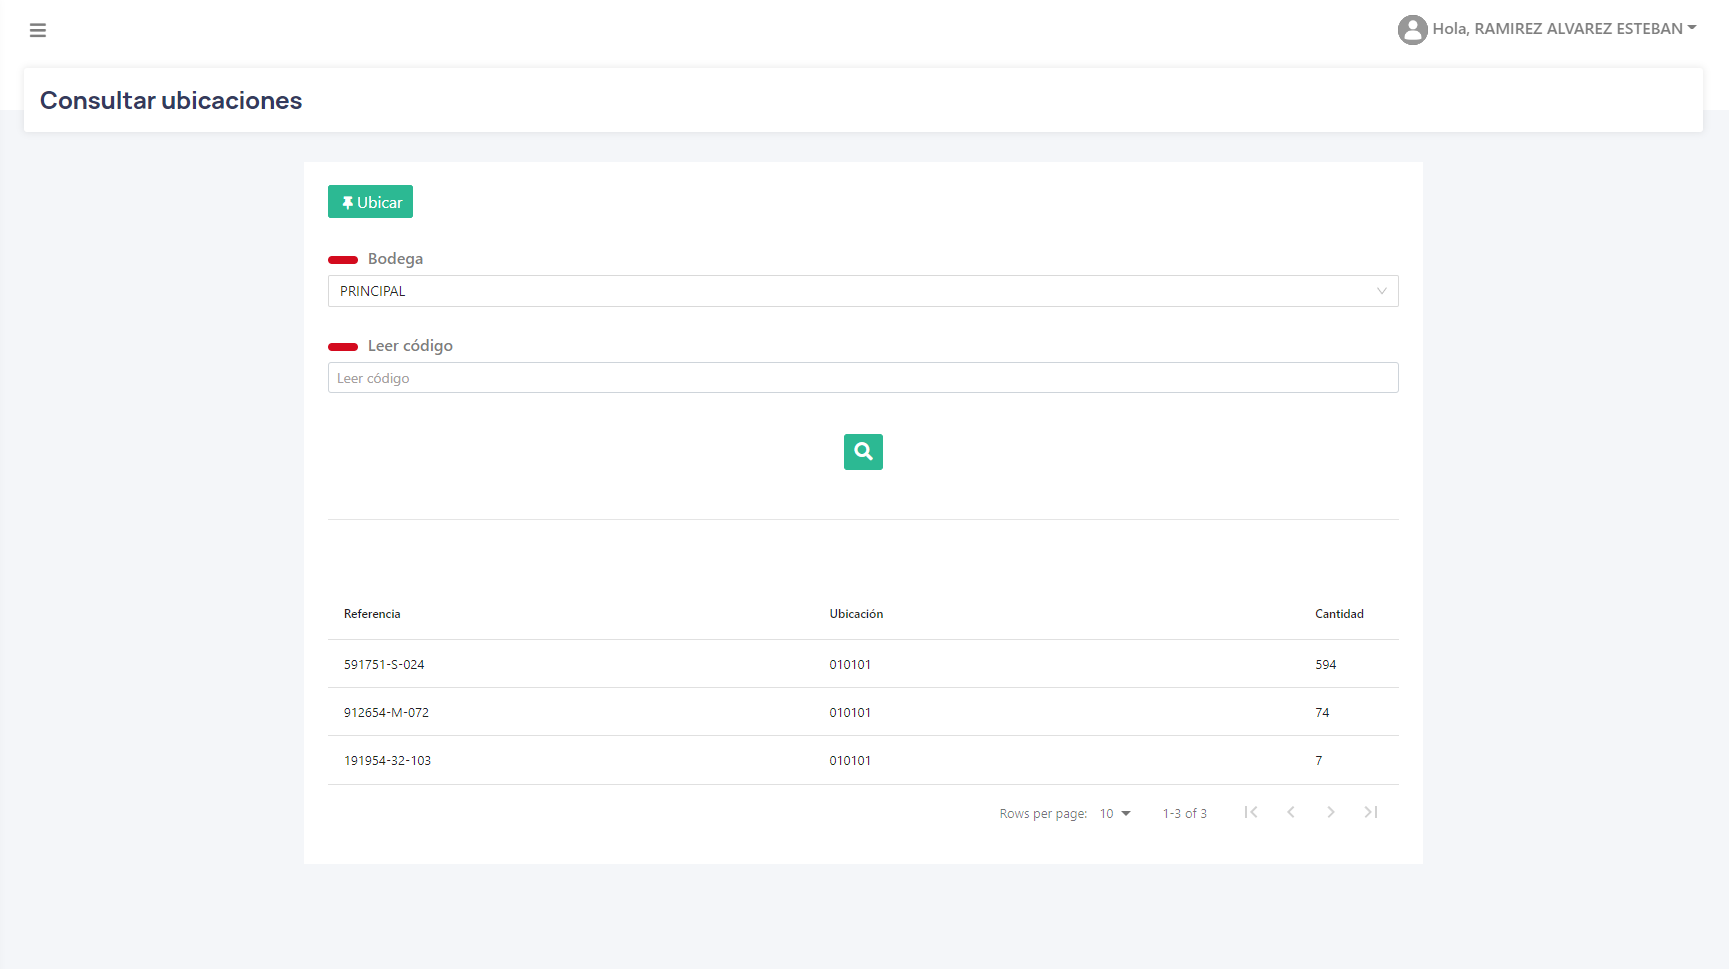 Hola, RAMIREZ ALVAREZ ESTEBAN
Consultar ubicaciones
Ubicar
Bodega
PRINCIPAL
Leer código
Leer código
Referencia Ubicación Cantidad
591751-S-024 010101 594
912654-M-072 010101 74
191954-32-103 010101 7
Rows per page: 10 1-3 of 3